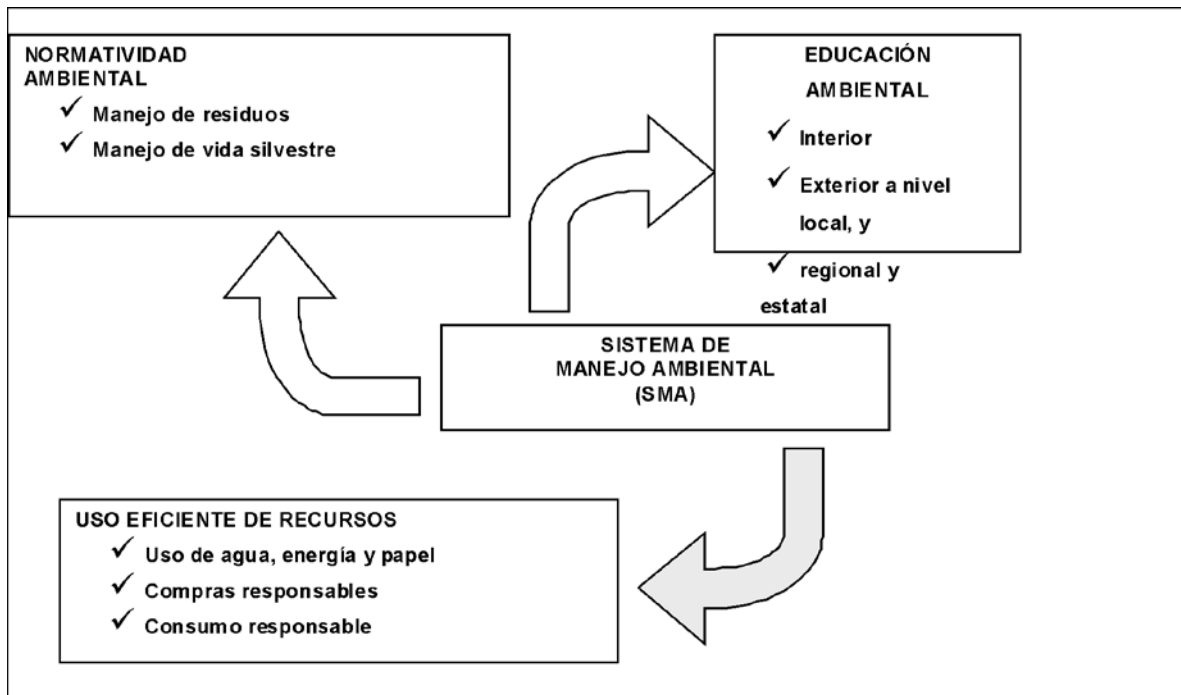 NORMATIVIDAD
AMBIENTAL
✓ Manejo de residuos
✓ Manejo de vida silvestre
EDUCACIÓN
AMBIENTAL
✓ Interior
✓ Exterior a nivel
local, y
✓ regional y
estatal
SISTEMA DE
MANEJO AMBIENTAL
(SMA)
USO EFICIENTE DE RECURSOS
✓ Uso de agua, energía y papel
✓ Compras responsables
✓ Consumo responsable